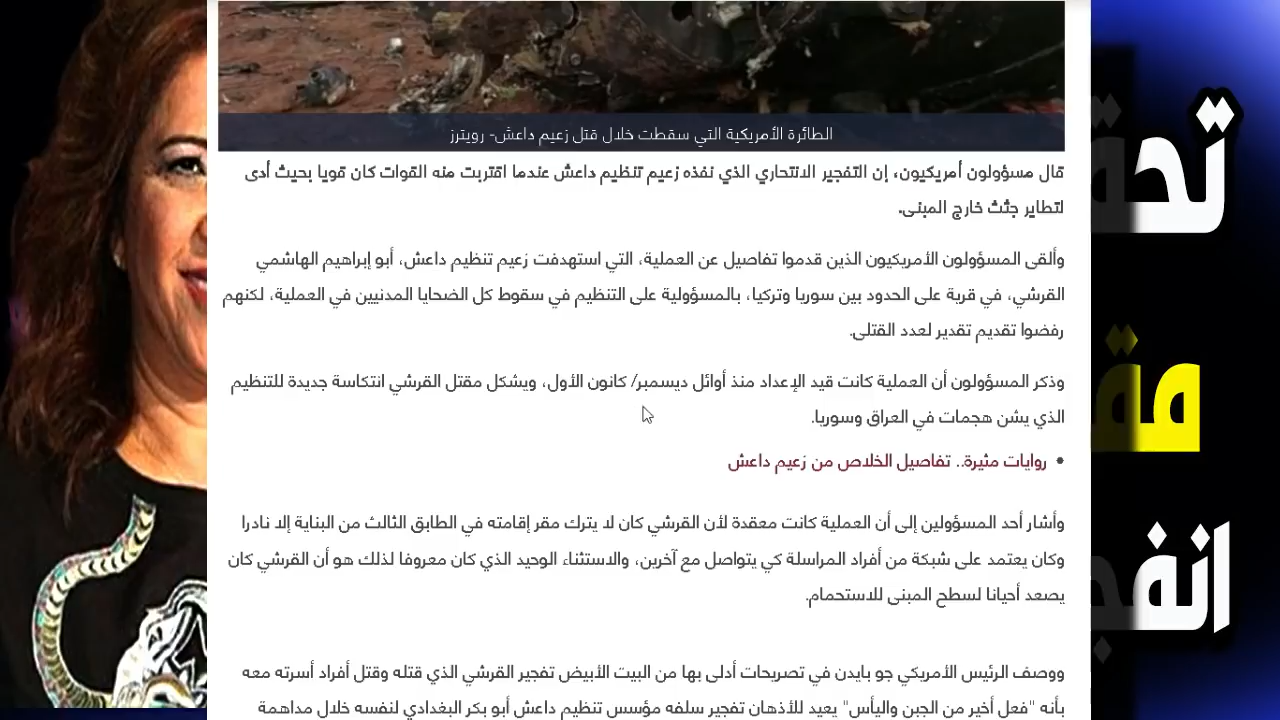 الطائرة الأمريكية التي سقطت خلال قتل زعيم داعش- رويترز
قال مسؤولون أمريكيون، إن التفجير الانتحاري الذي نفذه زعيم تنظيم داعش عندما اقتربت منه القوات كان قويا بحيث أدى
لتطاير جثث خارج المبنى.
وألقى المسؤولون الأمريكيون الذين قدموا تفاصيل عن العملية، التي استهدفت زعيم تنظيم داعش، أبو إبراهيم الهاشمي
القرشي، في قرية على الحدود بين سوريا وتركيا، بالمسؤولية على التنظيم في سقوط كل الضحايا المدنيين في العملية، لكنهم
رفضوا تقديم تقدير لعدد القتلى.
وذكر المسؤولون أن العملية كانت قيد الإعداد منذ أوائل ديسمبر/ كانون الأول، ويشكل مقتل القرشي انتكاسة جديدة للتنظيم
الذي يشن هجمات في العراق وسوريا.
• روايات مثيرة.. تفاصيل الخلاص من زعيم داعش
وأشار أحد المسؤولين إلى أن العملية كانت معقدة لأن القرشي كان لا يترك مقر إقامته في الطابق الثالث من البناية إلا نادرا
وكان يعتمد على شبكة من أفراد المراسلة كي يتواصل مع آخرين، والاستثناء الوحيد الذي كان معروفا لذلك هو أن القرشي كان
يصعد أحيانا لسطح المبنى للاستحمام.
ووصف الرئيس الأمريكي جو بايدن في تصريحات أدلى بها من البيت الأبيض تفجير القرشي الذي قتله وقتل أفراد أسرته معه
بأنه "فعل أخير من الجبن واليأس" يعيد للأذهان تفجير سلفه مؤسس تنظيم داعش أبو بكر البغدادي لنفسه خلال مداهمة